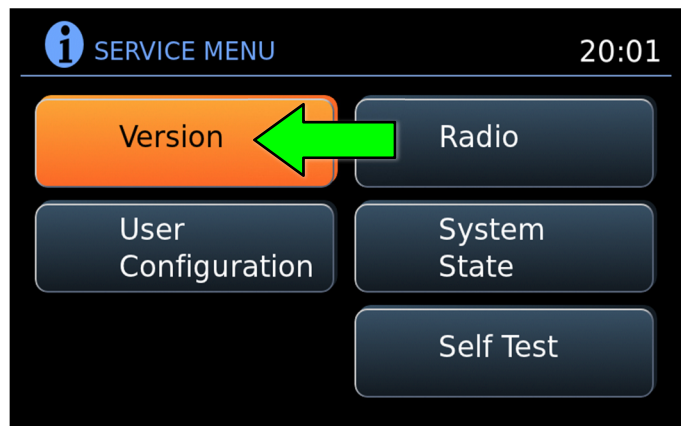 SERVICE MENU
20:01
Version
Radio
User
Configuration
System
State
Self Test